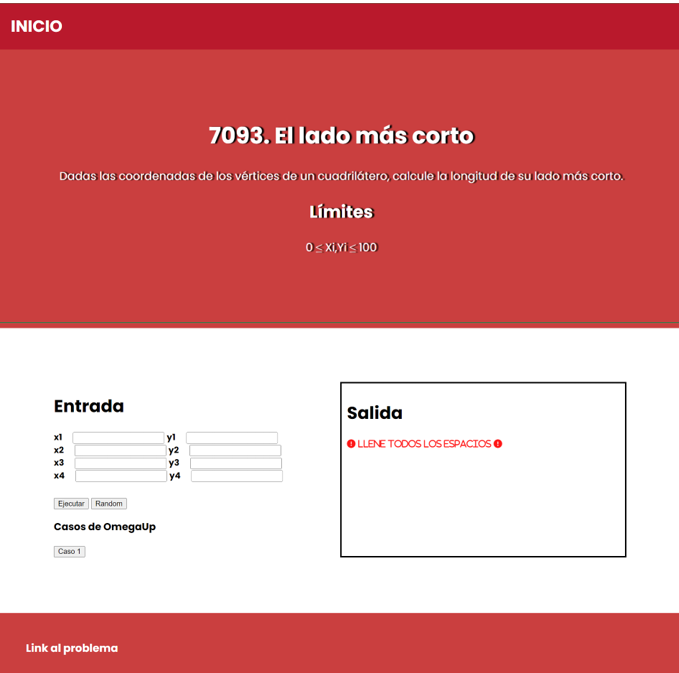 INICIO
7093. El lado más corto
Dadas las coordenadas de los vértices de un cuadrilátero, calcule la longitud de su lado más corto.
Límites
0 ≤ Xi,Yi ≤ 100
Entrada
x1 y1
x2 y2
x3 y3
x4 y4
Ejecutar Random
Casos de OmegaUp
Caso 1
Salida
LLENE TODOS LOS ESPACIOS
Link al problema